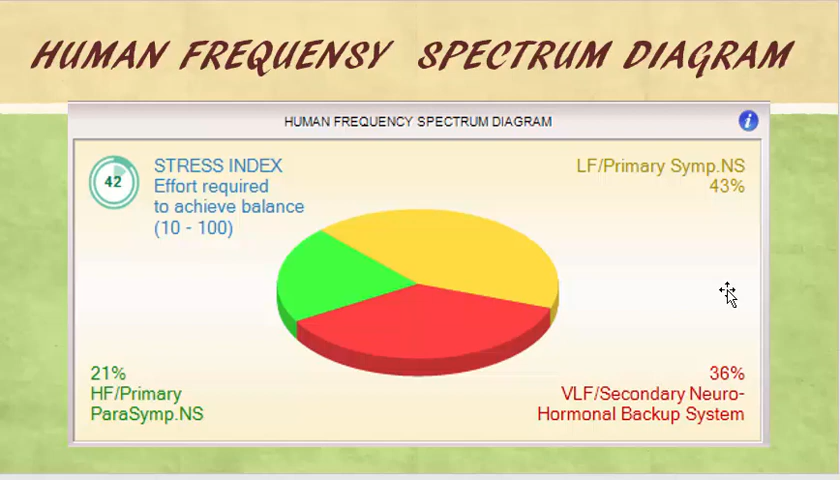 HUMAN FREQUENSY SPECTRUM DIAGRAM
HUMAN FREQUENCY SPECTRUM DIAGRAM
i
42
STRESS INDEX
Effort required
to achieve balance
(10 - 100)
LF/Primary Symp.NS
43%
21%
HF/Primary
ParaSymp.NS
36%
VLF/Secondary Neuro-
Hormonal Backup System